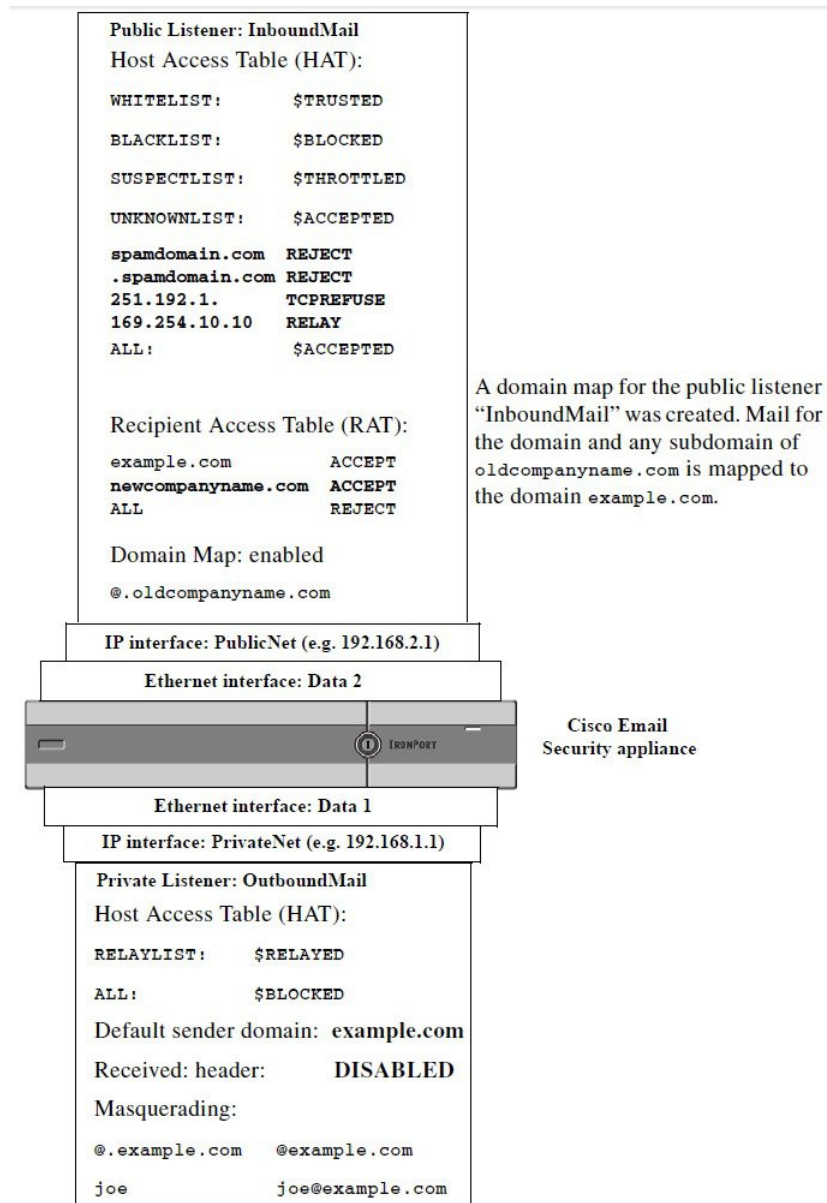 Public Listener: InboundMail
Host Access Table (HAT):
WHITELIST: $TRUSTED
BLACKLIST: $BLOCKED
SUSPECTLIST: $THROTTLED
UNKNOWNLIST: $ACCEPTED
spamdomain.com REJECT
.spamdomain.com REJECT
251.192.1. TCPREFUSE
169.254.10.10 RELAY
ALL: $ACCEPTED
Recipient Access Table (RAT):
example.com ACCEPT
newcompanyname.com ACCEPT
ALL REJECT
Domain Map: enabled
@.oldcompanyname.com
A domain map for the public listener
“InboundMail” was created. Mail for
the domain and any subdomain of
oldcompanyname.com is mapped to
the domain example.com.
IP interface: PublicNet (e.g. 192.168.2.1)
Ethernet interface: Data 2
IRONPORT
Cisco Email
Security appliance
Ethernet interface: Data 1
IP interface: PrivateNet (e.g. 192.168.1.1)
Private Listener: OutboundMail
Host Access Table (HAT):
RELAYLIST: $RELAYED
ALL: $BLOCKED
Default sender domain: example.com
Received: header: DISABLED
Masquerading:
@.example.com @example.com
joe joe@example.com